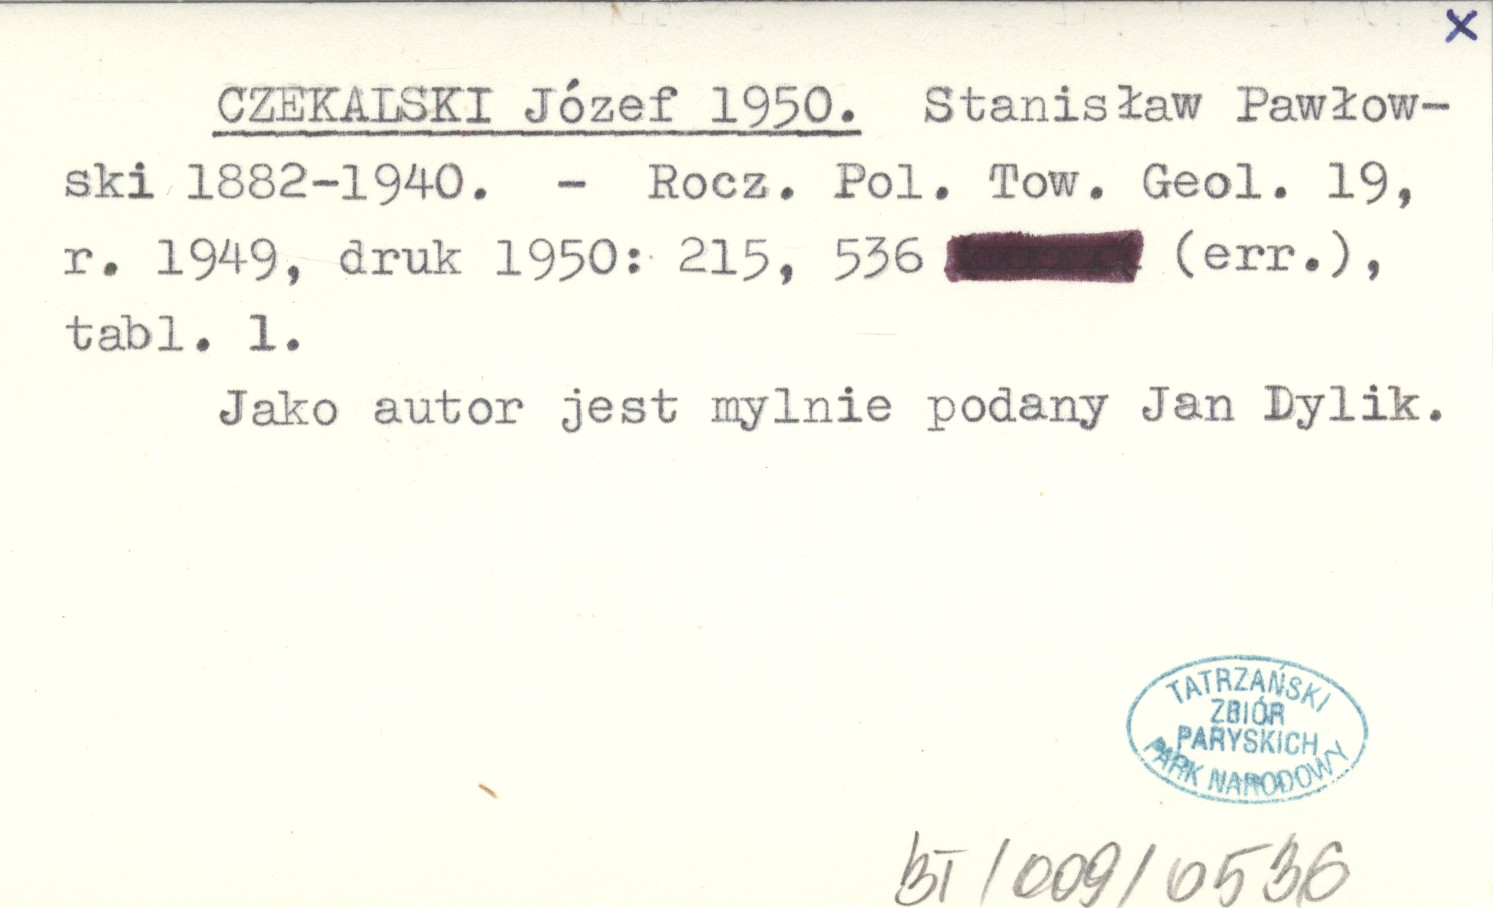 x
CZEKALSKI Józef 1950. Stanisław Pawłow-
ski 1882-1940. - Rocz. Pol. Tow. Geol. 19,
r. 1949, druk 1950: 215, 536 (err.),
tabl. 1.
Jako autor jest mylnie podany Jan Dylik.
TATRZAŃSKI
ZBIÓR
PARYSKICH
PARK NARODOWY
BT/009/0536